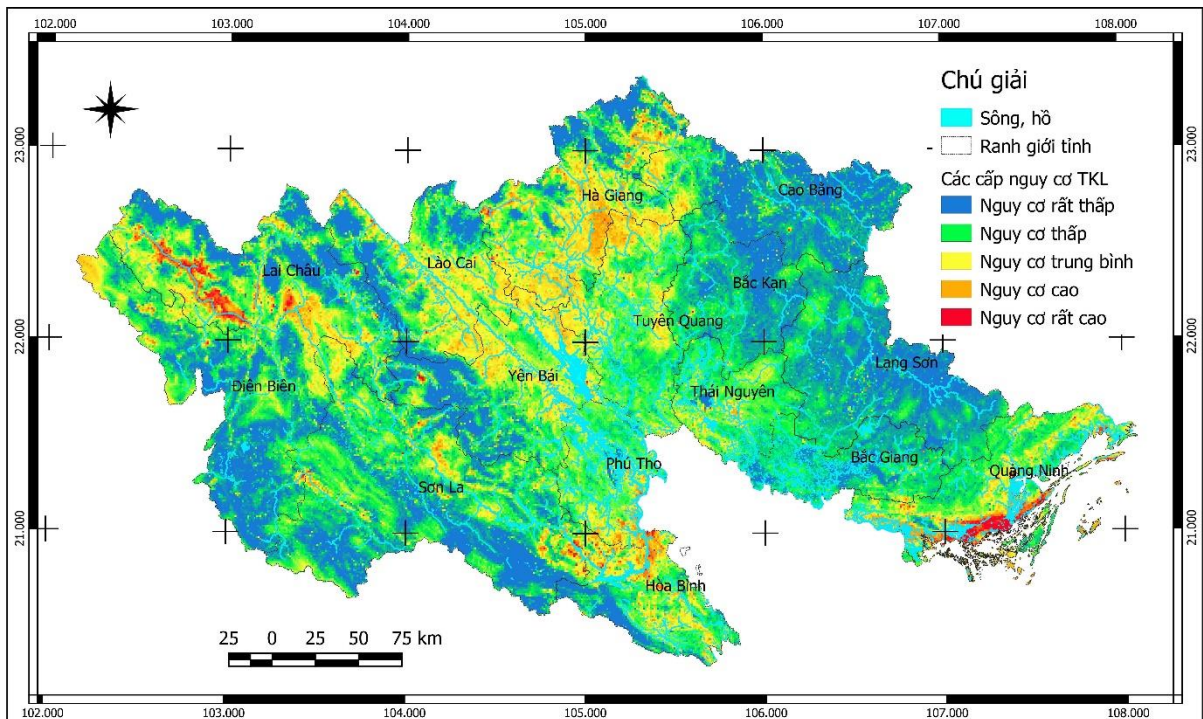 102.000 103.000 104.000 105.000 106.000 107.000 108.000
Chú giải
Sông, hồ
Ranh giới tỉnh
Các cấp nguy cơ TKL
Nguy cơ rất thấp
Nguy cơ thấp
Nguy cơ trung bình
Nguy cơ cao
Nguy cơ rất cao
23.000
23.000
Hà Giang
Cao Bằng
Lai Châu
Lào Cai
Bắc Kạn
Tuyên Quang
22.000
22.000
Điện Biên
Yên Bái
Thái Nguyên
Lạng Sơn
Phú Thọ
Bắc Giang
Sơn La
Quảng Ninh
21.000
21.000
Hòa Bình
25 0 25 50 75 km
102.000 103.000 104.000 105.000 106.000 107.000 108.000